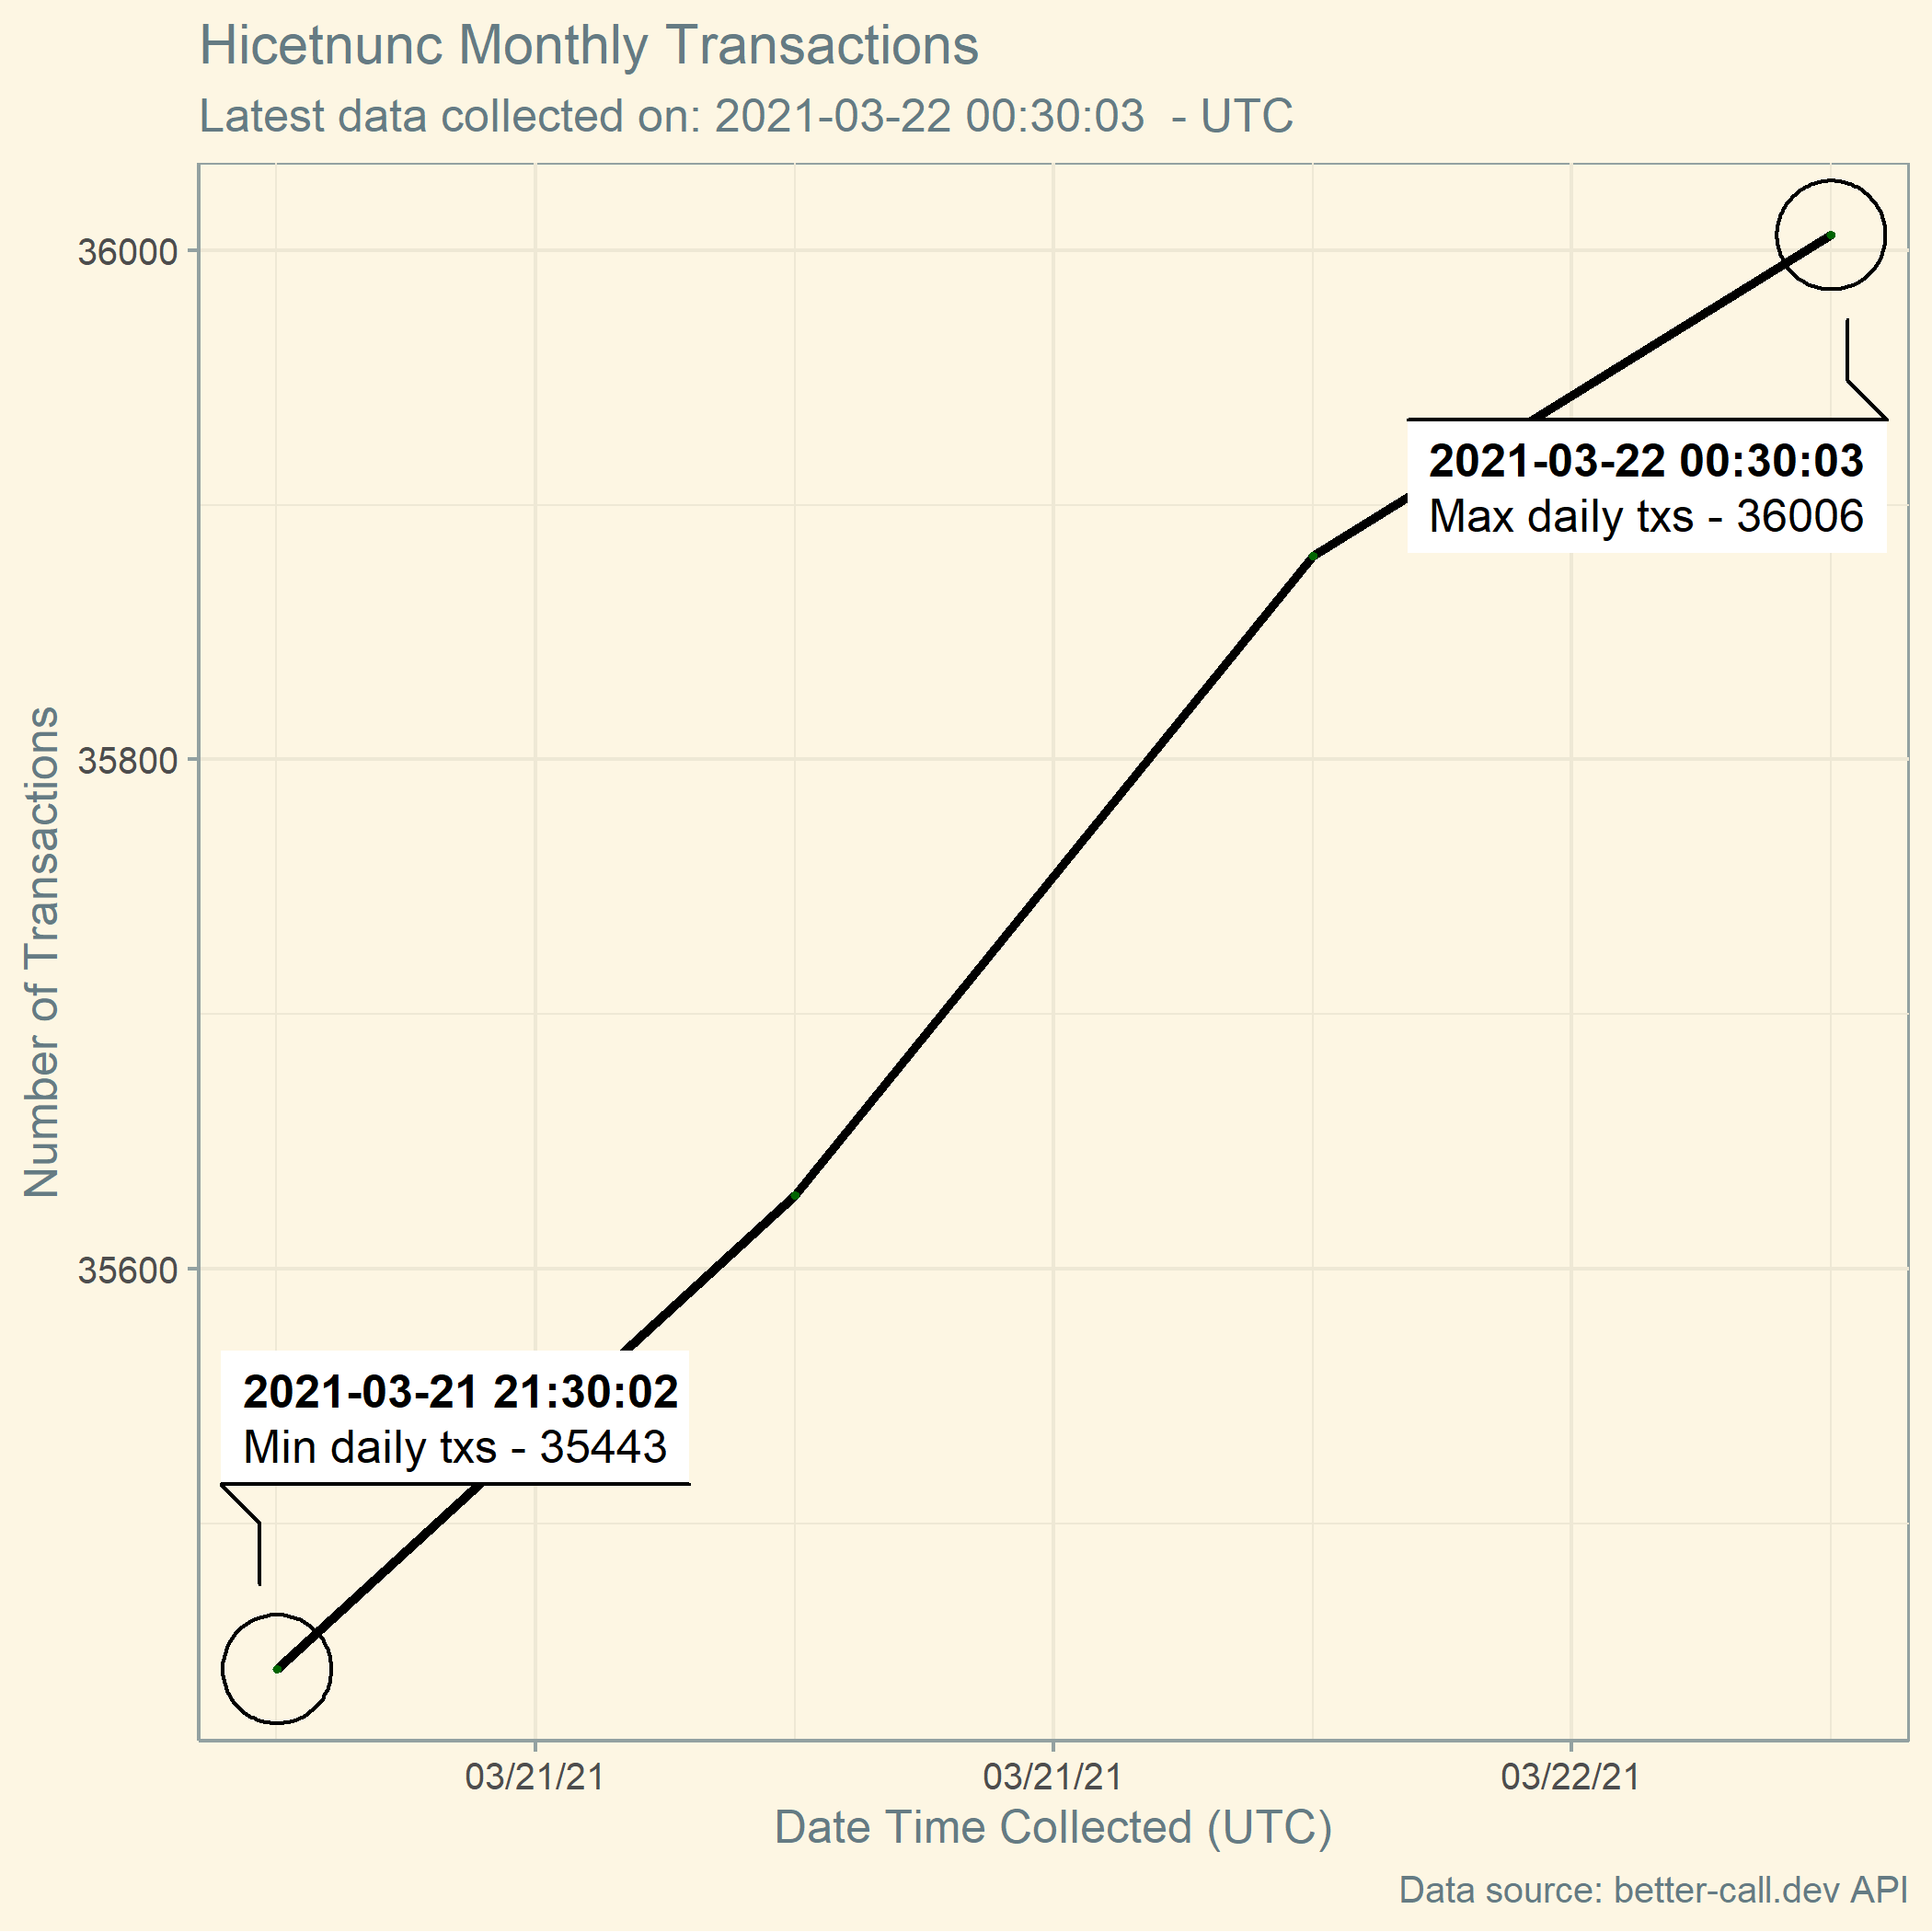 Hicetnunc Monthly Transactions
Latest data collected on: 2021-03-22 00:30:03  - UTC
36000
2021-03-22 00:30:03
Max daily txs - 36006
35800
Number of Transactions
35600
2021-03-21 21:30:02
Min daily txs - 35443
03/21/21
03/21/21
03/22/21
Date Time Collected (UTC)
Data source: better-call.dev API